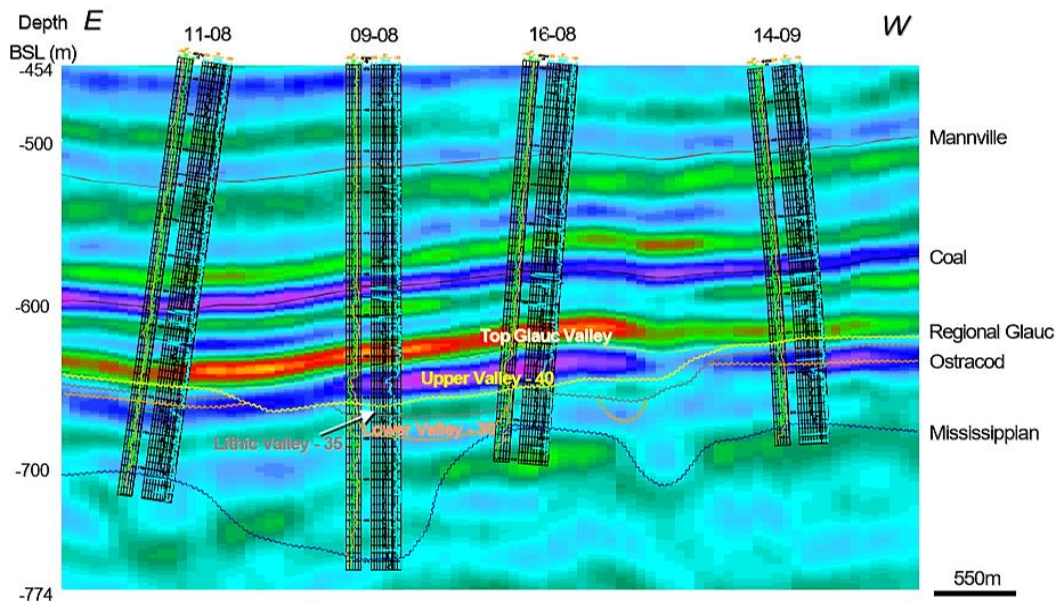 Depth E W
BSL (m) 11-08 09-08 16-08 14-09
-454
-500
Mannville
Coal
-600
Top Glauc Valley
Regional Glauc
Ostracod
Upper Valley - 40
Lower Valley - 30
Lithic Valley - 35
Mississippian
-700
-774
550m